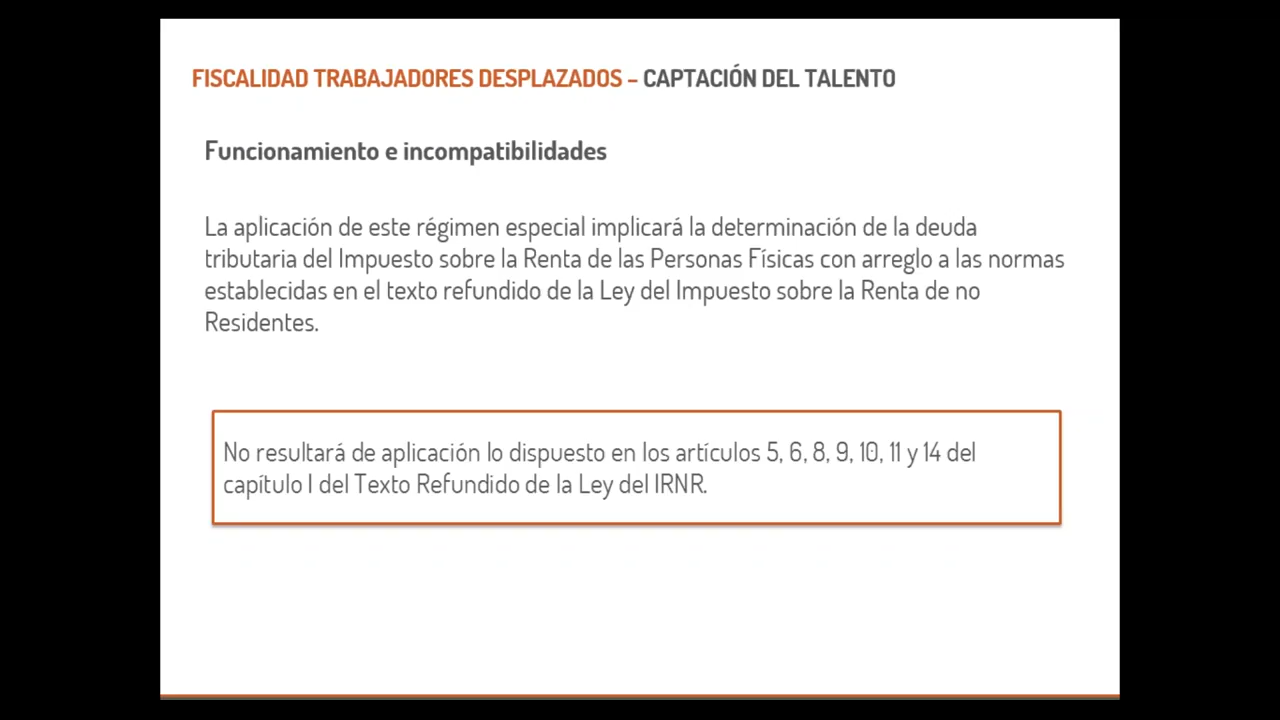 FISCALIDAD TRABAJADORES DESPLAZADOS – CAPTACIÓN DEL TALENTO
Funcionamiento e incompatibilidades
La aplicación de este régimen especial implicará la determinación de la deuda
tributaria del Impuesto sobre la Renta de las Personas Físicas con arreglo a las normas
establecidas en el texto refundido de la Ley del Impuesto sobre la Renta de no
Residentes.
No resultará de aplicación lo dispuesto en los artículos 5, 6, 8, 9, 10, 11 y 14 del
capítulo I del Texto Refundido de la Ley del IRNR.